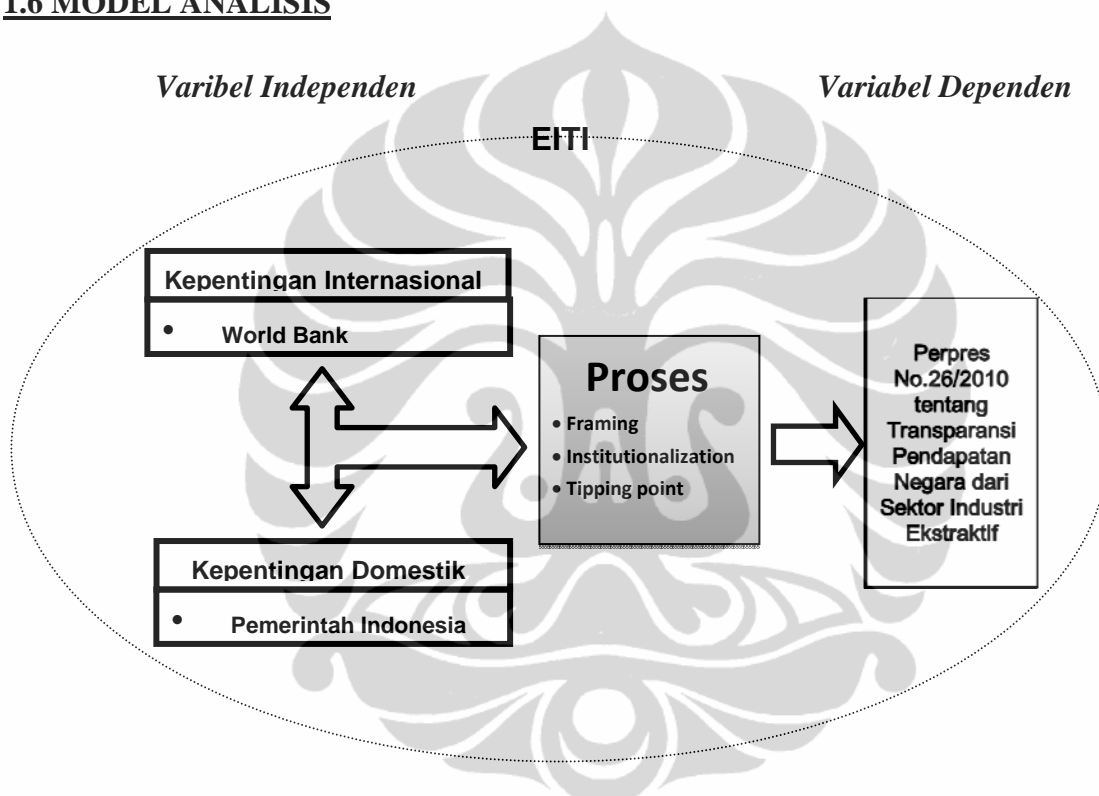 1.6 MODEL ANALISIS
Varibel Independen
Variabel Dependen
EITI
Kepentingan Internasional
• World Bank
Proses
• Framing
• Institutionalization
• Tipping point
Perpres
No.26/2010
tentang
Transparansi
Pendapatan
Negara dari
Sektor Industri
Ekstraktif
Kepentingan Domestik
• Pemerintah Indonesia